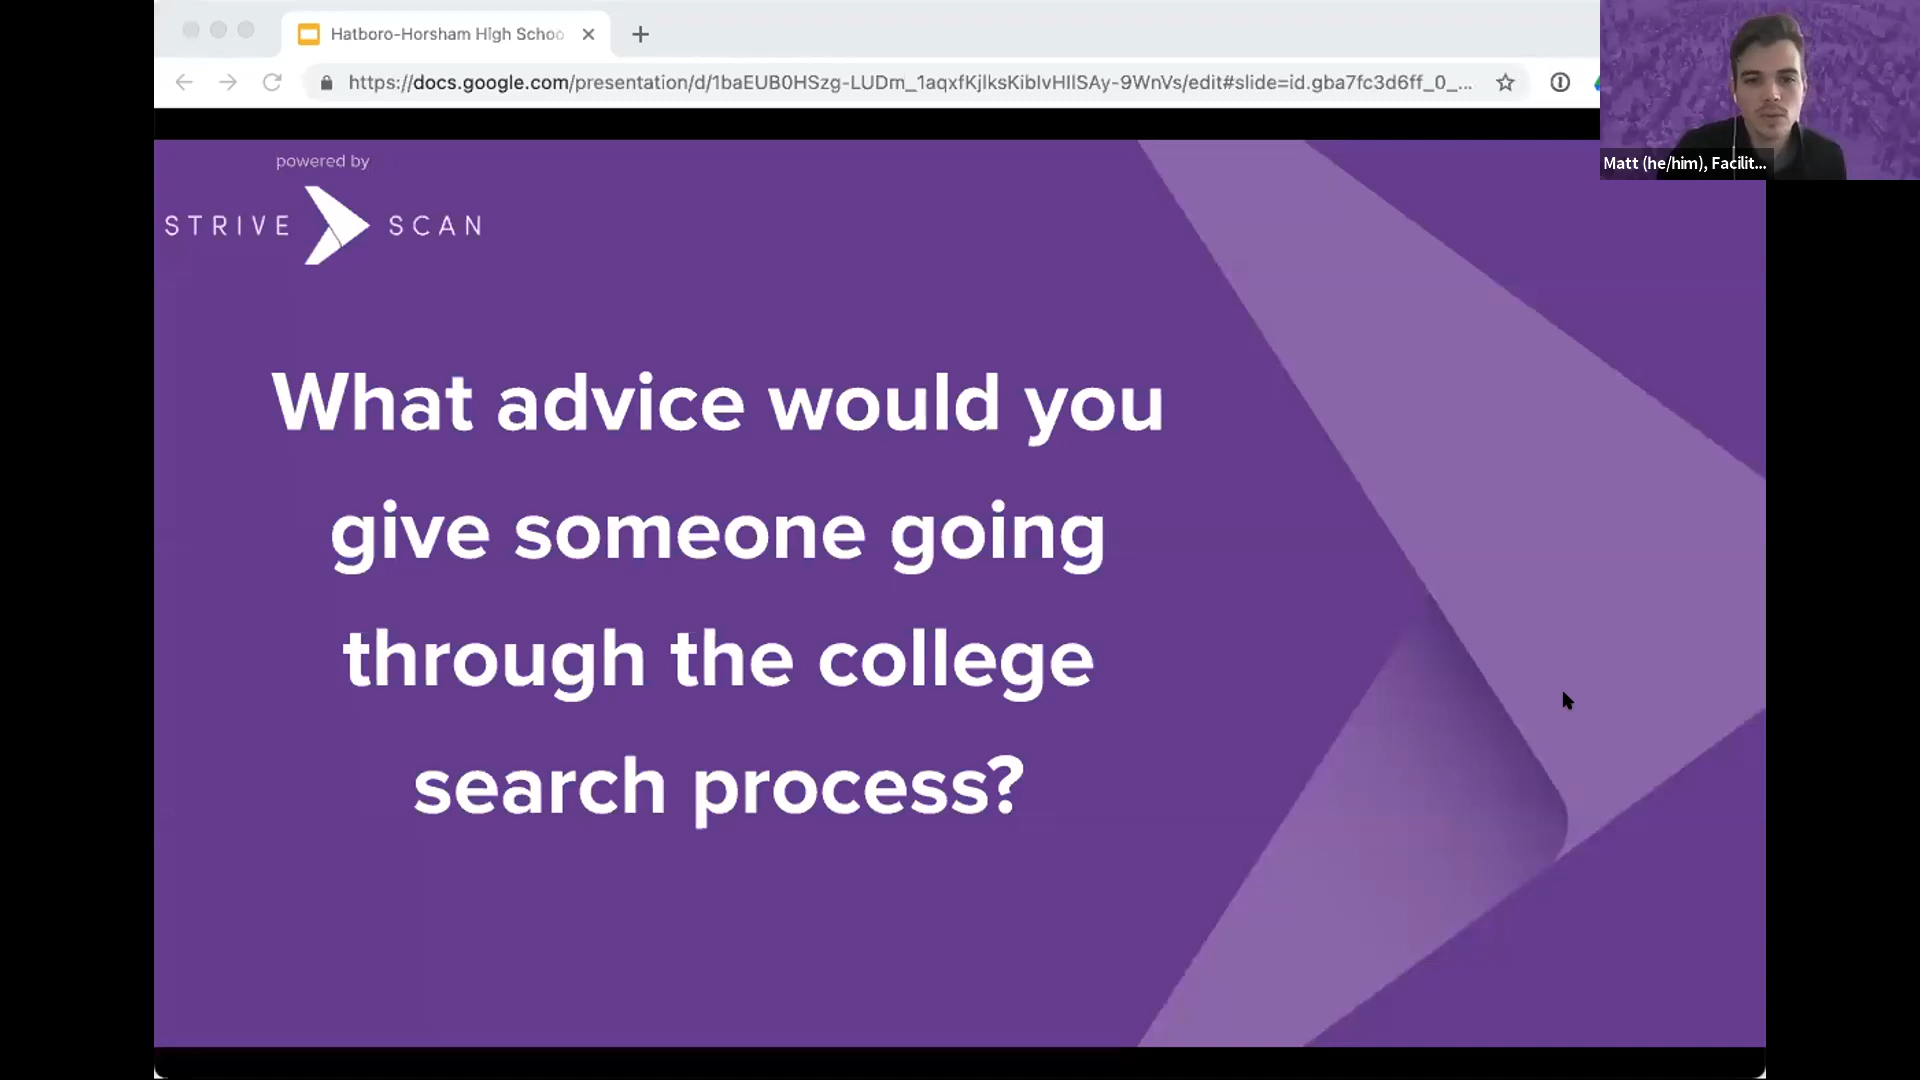 Hatboro-Horsham High Schoo
https://docs.google.com/presentation/d/1baEUB0HSzg-LUDm_1aqxfKjlksKiblvHIlSAy-9WnVs/edit#slide=id.gba7fc3d6ff_0_...
Matt (he/him), Facilit...
powered by
STRIVE SCAN
What advice would you
give someone going
through the college
search process?